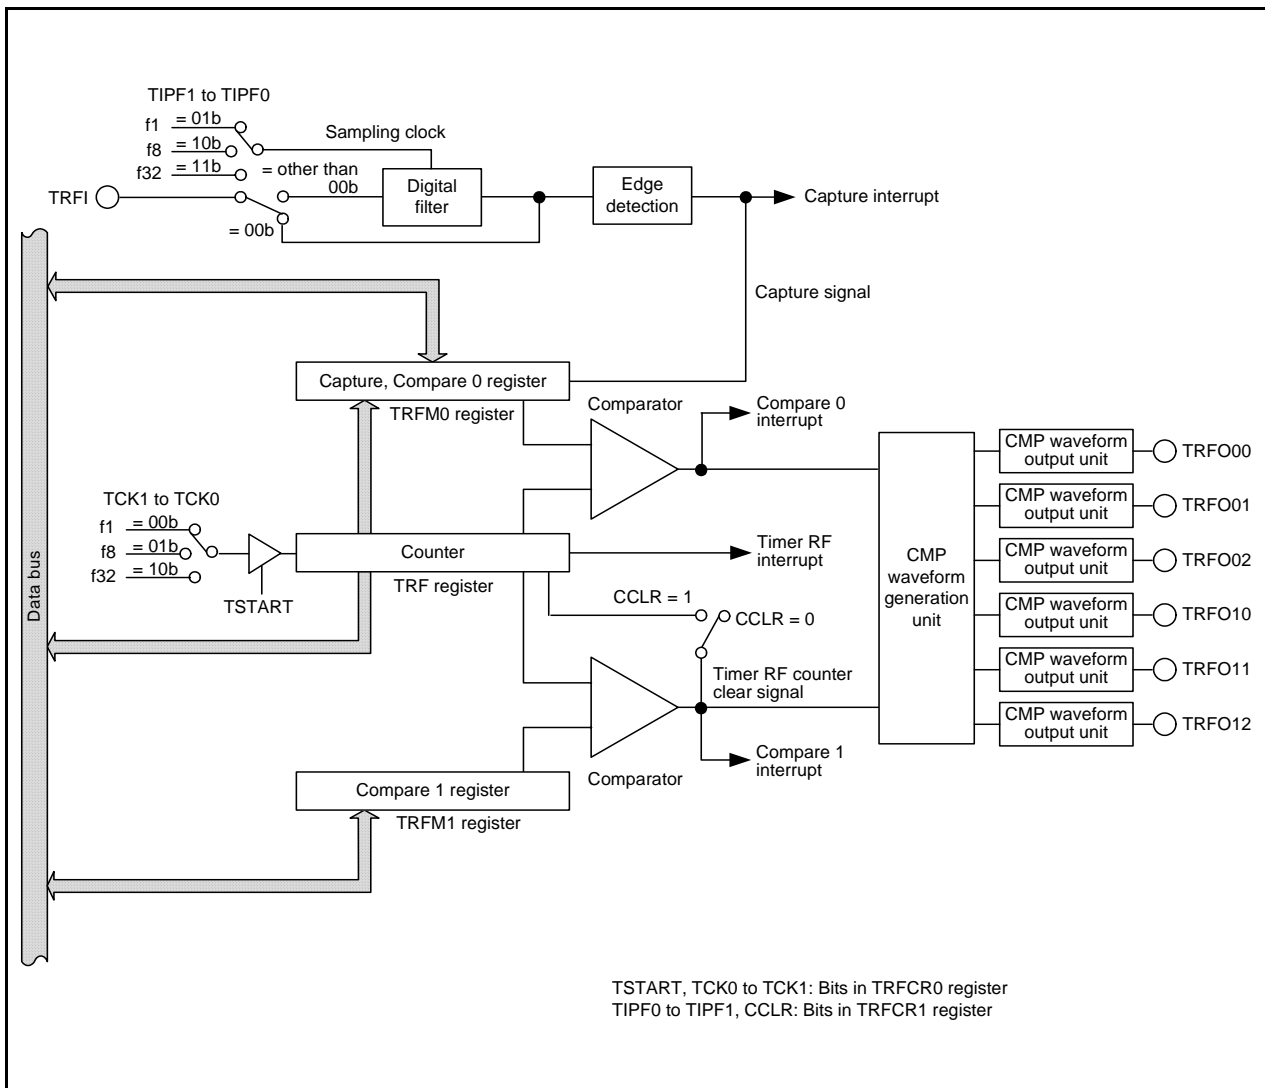 TIPF1 to TIPF0
f1 = 01b
f8 = 10b
f32 = 11b
Sampling clock
= other than
00b
= 00b
TRFI
Digital
filter
Edge
detection
Capture interrupt
Capture signal
Capture, Compare 0 register
TRFM0 register
Comparator
Compare 0
interrupt
TCK1 to TCK0
f1 = 00b
f8 = 01b
f32 = 10b
TSTART
Counter
TRF register
Timer RF
interrupt
CCLR = 1
CCLR = 0
Timer RF counter
clear signal
Comparator
Compare 1
interrupt
Compare 1 register
TRFM1 register
Data bus
CMP
waveform
generation
unit
CMP waveform
output unit
TRFO00
CMP waveform
output unit
TRFO01
CMP waveform
output unit
TRFO02
CMP waveform
output unit
TRFO10
CMP waveform
output unit
TRFO11
CMP waveform
output unit
TRFO12
TSTART, TCK0 to TCK1: Bits in TRFCR0 register
TIPF0 to TIPF1, CCLR: Bits in TRFCR1 register